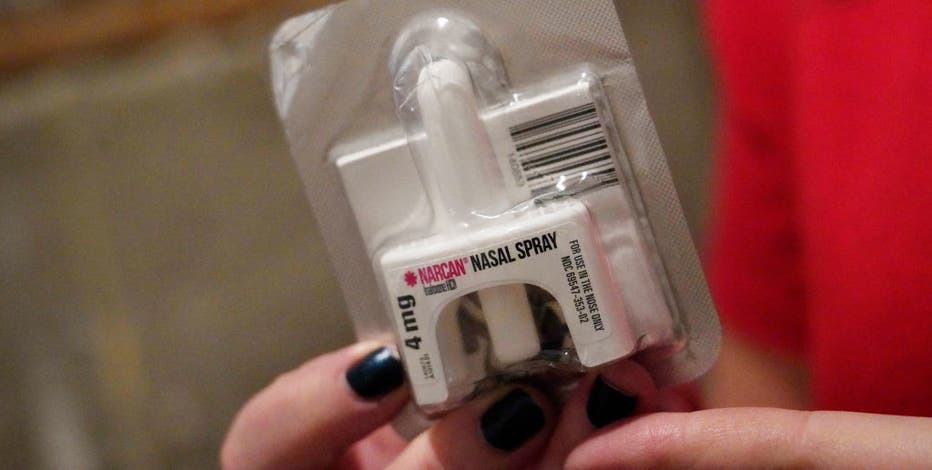 NARCAN® NASAL SPRAY
naloxone HCl
FOR USE IN THE NOSE ONLY
NDC 69547-353-02
4 mg